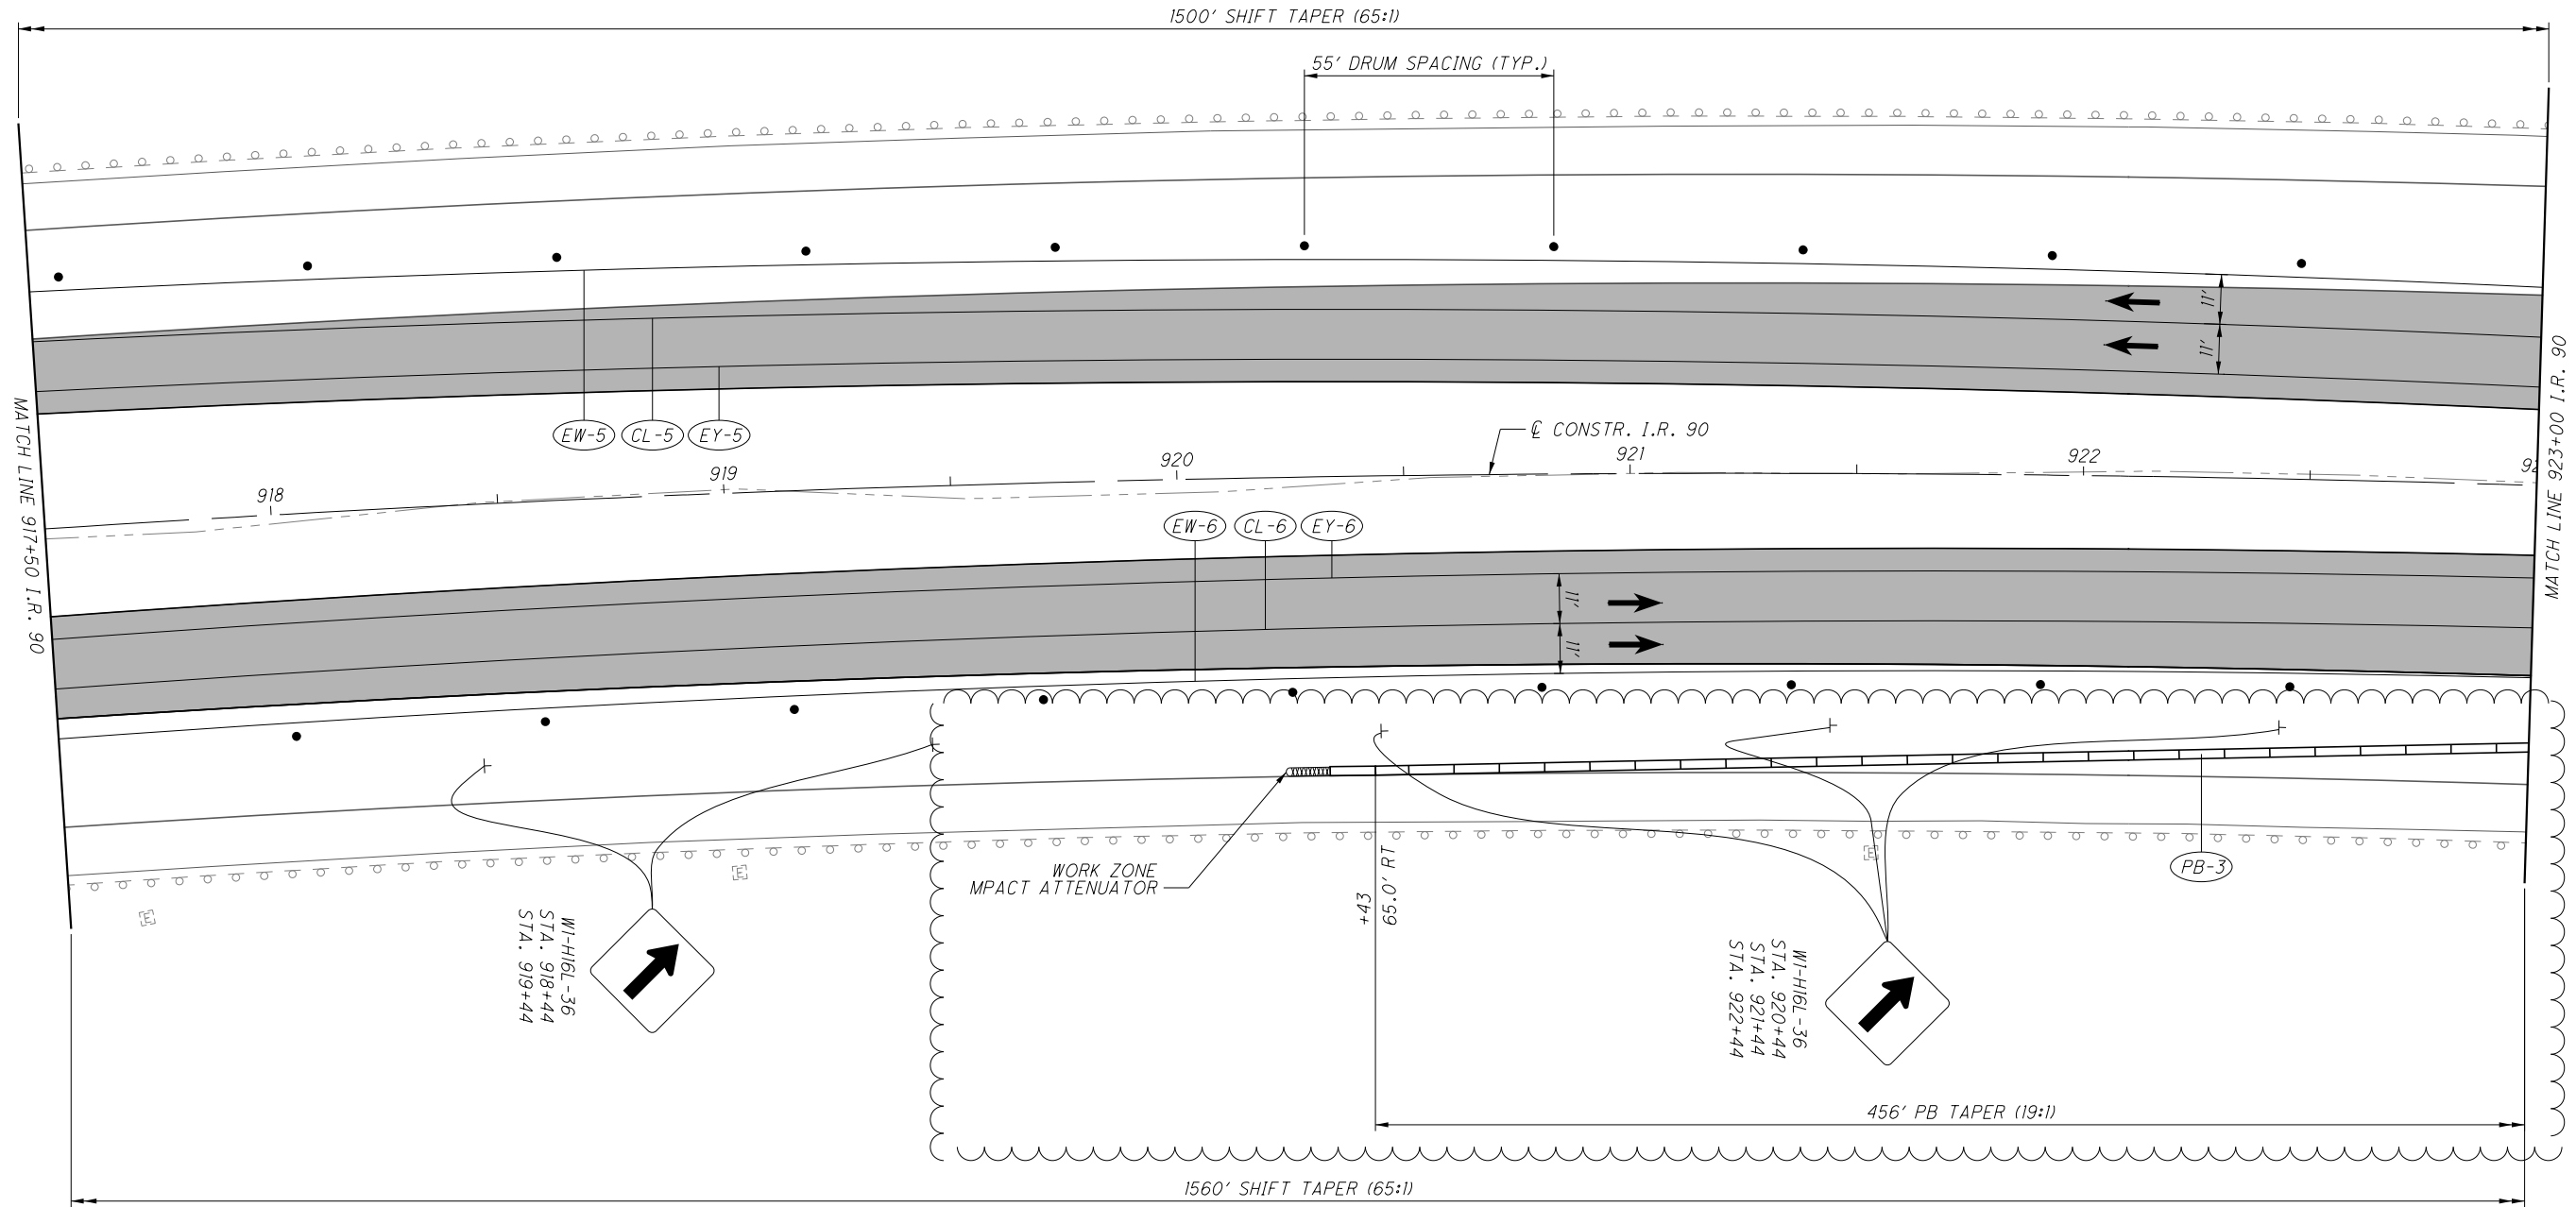 1500' SHIFT TAPER (65:1)
55' DRUM SPACING (TYP.)
11'
11'
MATCH LINE 917+50 I.R. 90
MATCH LINE 923+00 I.R. 90
EW-5
CL-5
EY-5
℄ CONSTR. I.R. 90
918
919
920
921
922
92
EW-6
CL-6
EY-6
11'
11'
WORK ZONE
MPACT ATTENUATOR
+43
65.0' RT
PB-3
E
E
E
W1-H16L-36
STA. 918+44
STA. 919+44
W1-H16L-36
STA. 920+44
STA. 921+44
STA. 922+44
456' PB TAPER (19:1)
1560' SHIFT TAPER (65:1)